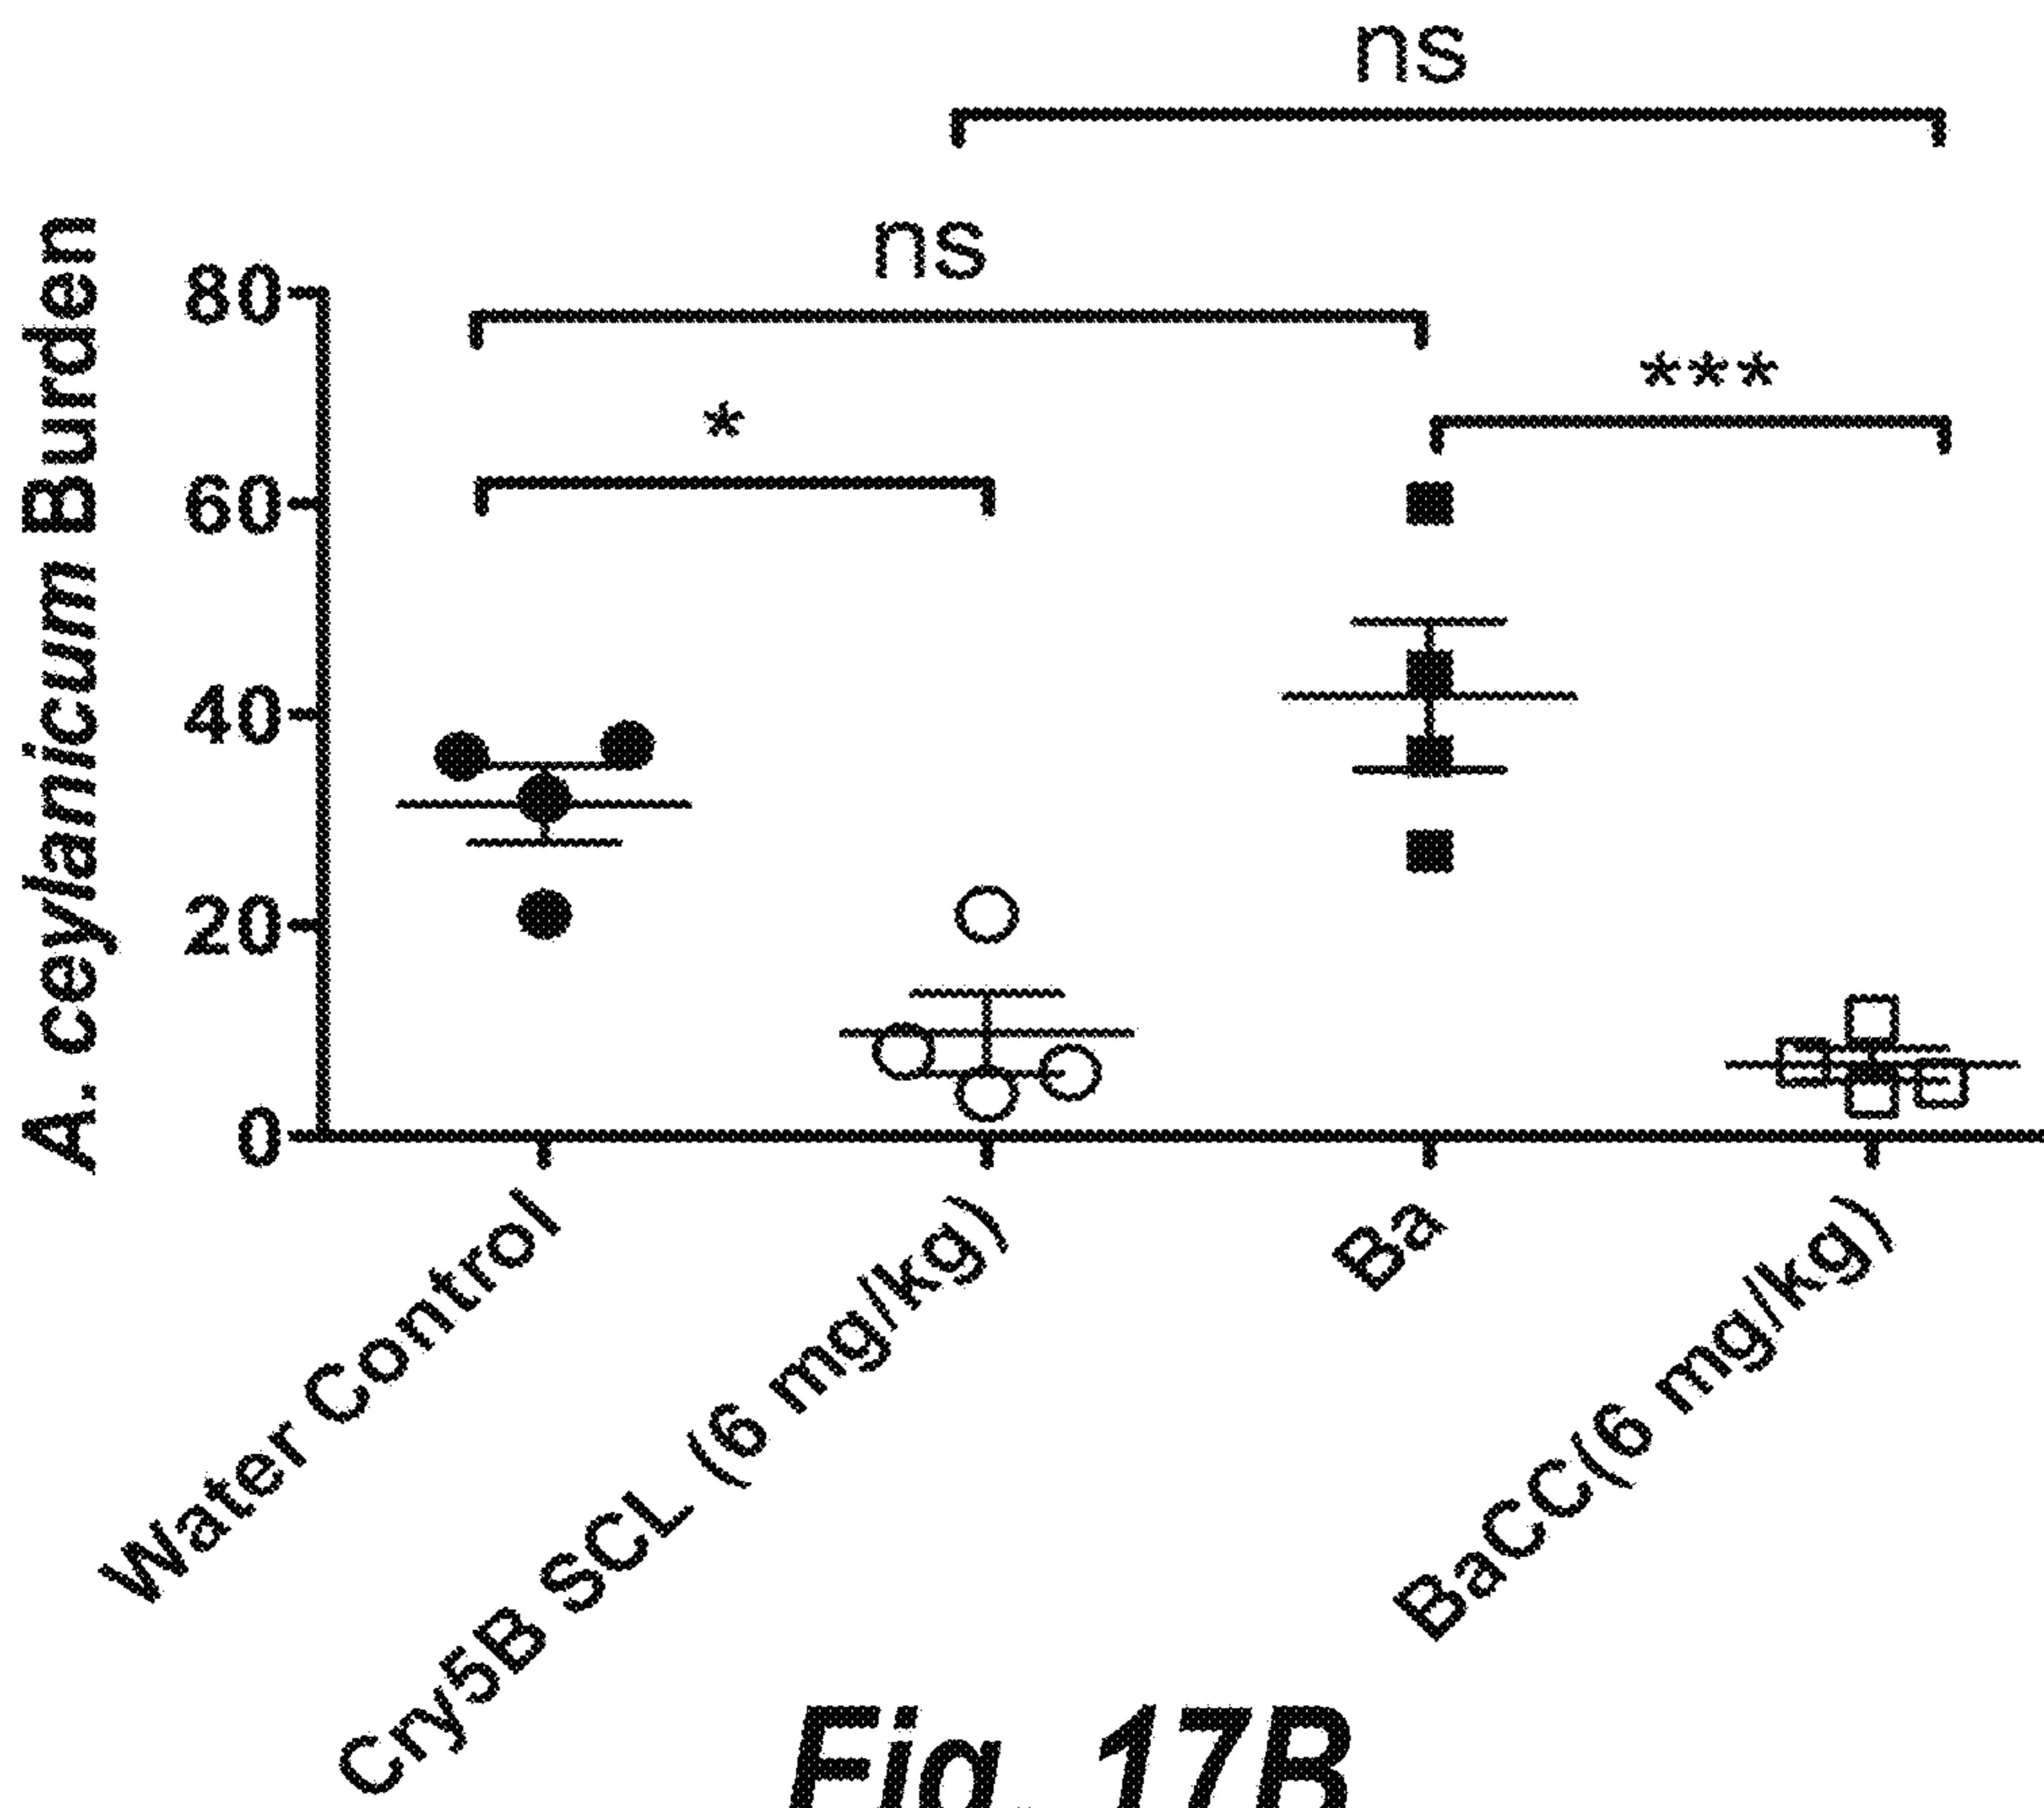 ns
ns
***
*
A. ceylanicum Burden
80
60
40
20
0
Water Control
Cry5B SCL (6 mg/kg)
Ba
BaCC(6 mg/kg)
Fig. 17B